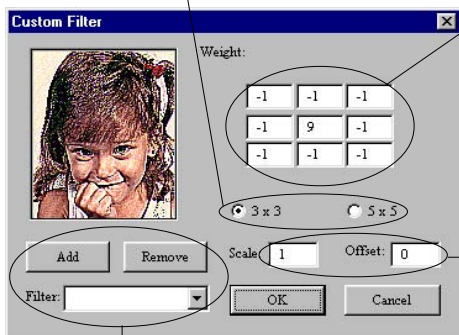 Custom Filter
Weight:
-1 -1 -1
-1 9 -1
-1 -1 -1
3 x 3 5 x 5
Add Remove Scale: 1 Offset: 0
Filter: OK Cancel